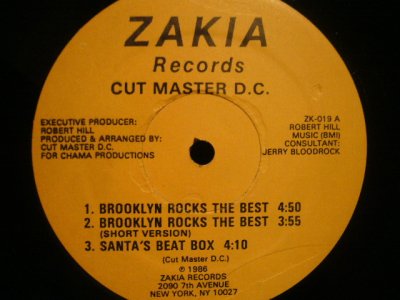 ZAKIA
Records
CUT MASTER D.C.
EXECUTIVE PRODUCER:
ROBERT HILL
PRODUCED & ARRANGED BY:
CUT MASTER D.C.
FOR CHAMA PRODUCTIONS
ZK-019 A
ROBERT HILL
MUSIC (BMI)
CONSULTANT:
JERRY BLOODROCK
1. BROOKLYN ROCKS THE BEST 4:50
2. BROOKLYN ROCKS THE BEST 3:55
(SHORT VERSION)
3. SANTA'S BEAT BOX 4:10
(Cut Master D.C.)
℗ 1986
ZAKIA RECORDS
2090 7th AVENUE
NEW YORK, NY 10027